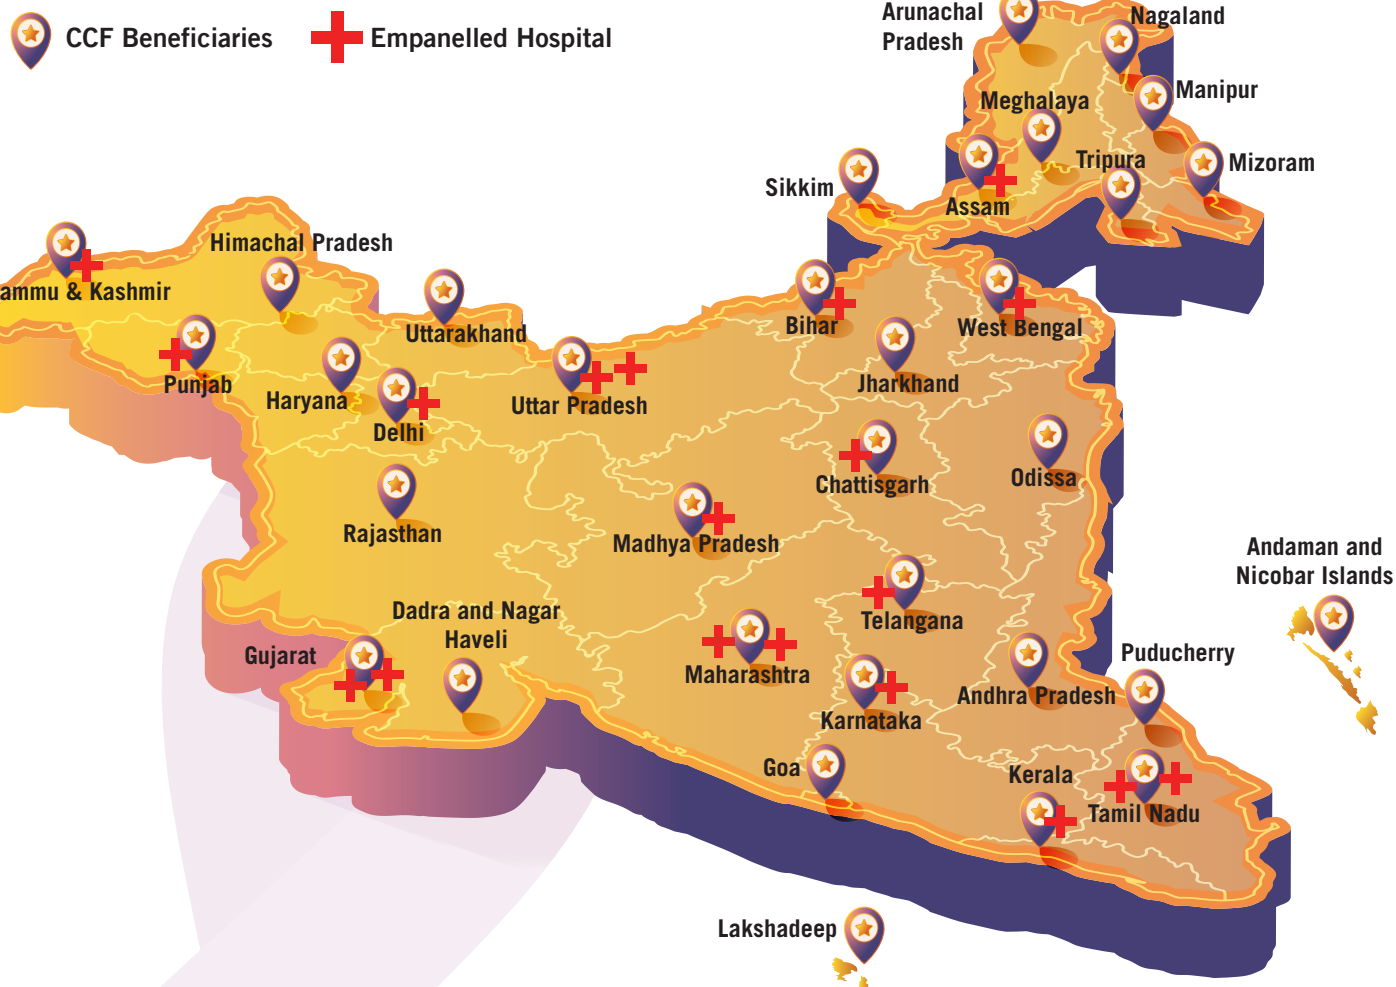 CCF Beneficiaries
Empanelled Hospital
Arunachal
Pradesh
Nagaland
Manipur
Meghalaya
Tripura
Mizoram
Sikkim
Assam
Himachal Pradesh
ammu & Kashmir
Uttarakhand
Bihar
West Bengal
Punjab
Haryana
Delhi
Uttar Pradesh
Jharkhand
Chattisgarh
Odissa
Rajasthan
Madhya Pradesh
Andaman and
Nicobar Islands
Dadra and Nagar
Haveli
Telangana
Gujarat
Maharashtra
Karnataka
Andhra Pradesh
Puducherry
Goa
Kerala
Tamil Nadu
Lakshadeep